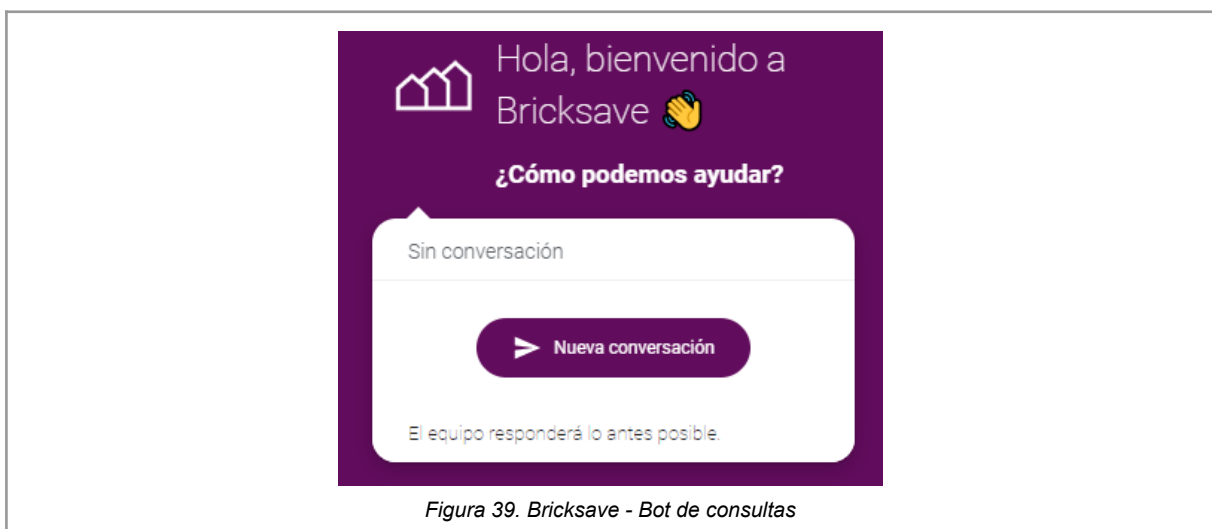 Hola, bienvenido a
Bricksave 👋
¿Cómo podemos ayudar?
Sin conversación
Nueva conversación
El equipo responderá lo antes posible.
Figura 39. Bricksave - Bot de consultas